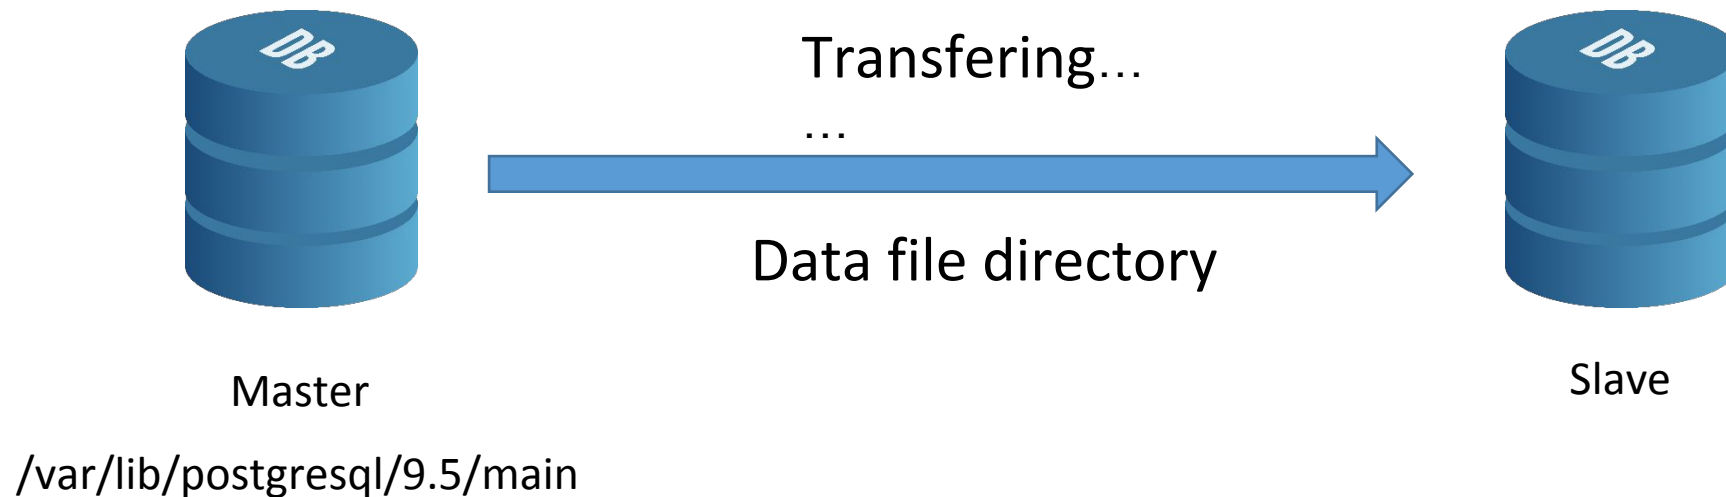 DB
Transfering...
...
DB
Data file directory
Master
Slave
/var/lib/postgresql/9.5/main